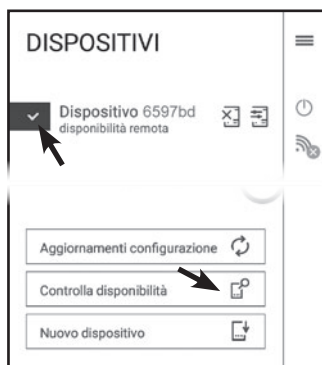 DISPOSITIVI
Dispositivo 6597bd
disponibilità remota
Aggiornamenti configurazione
Controlla disponibilità
Nuovo dispositivo